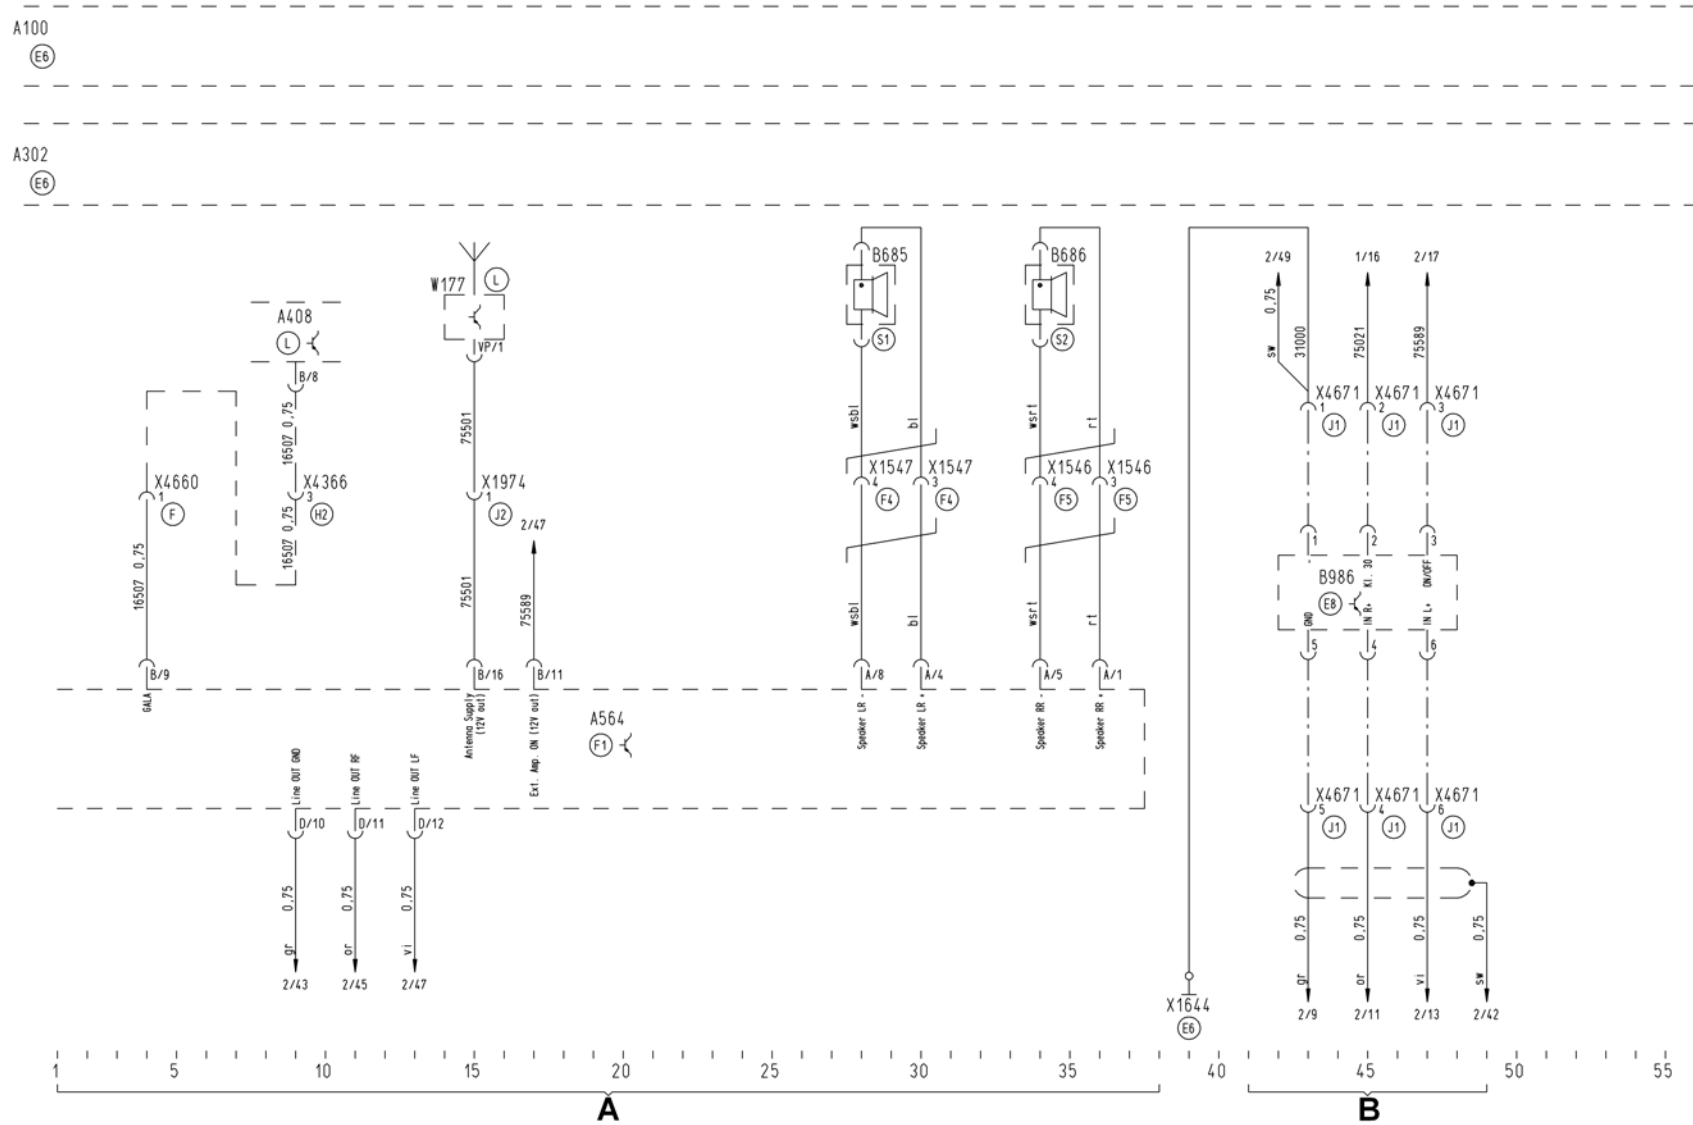 A100
E6
A302
E6
A408
L
B/8
16507 0,75
X4366
3
H2
16507 0,75
X4660
1
F
16507 0,75
B/9
GALA
W177
L
VP/1
75501
X1974
1
J2
75501
B/16
Antenna Supply
(12V out)
2/47
75589
B/11
Ext. Amp. ON (12V out)
A564
F1
B685
S1
wsbl
bl
X1547
4
F4
X1547
3
F4
wsbl
bl
A/8
A/4
Speaker LR -
Speaker LR +
B686
S2
wsrt
rt
X1546
4
F5
X1546
3
F5
wsrt
rt
A/5
A/1
Speaker RR -
Speaker RR +
Line OUT GND
Line OUT RF
Line OUT LF
D/10
D/11
D/12
0,75
0,75
0,75
gr
or
vi
2/43
2/45
2/47
X1644
E6
2/49
1/16
2/17
sw 0,75
31000
75021
75589
X4671
1
J1
X4671
2
J1
X4671
3
J1
1
2
3
B986
E8
Kl. 30
ON/OFF
GND
IN R+
IN L+
5
4
6
X4671
5
J1
X4671
4
J1
X4671
6
J1
0,75
0,75
0,75
0,75
gr
or
vi
sw
2/9
2/11
2/13
2/42
1 5 10 15 20 25 30 35 40 45 50 55
A B